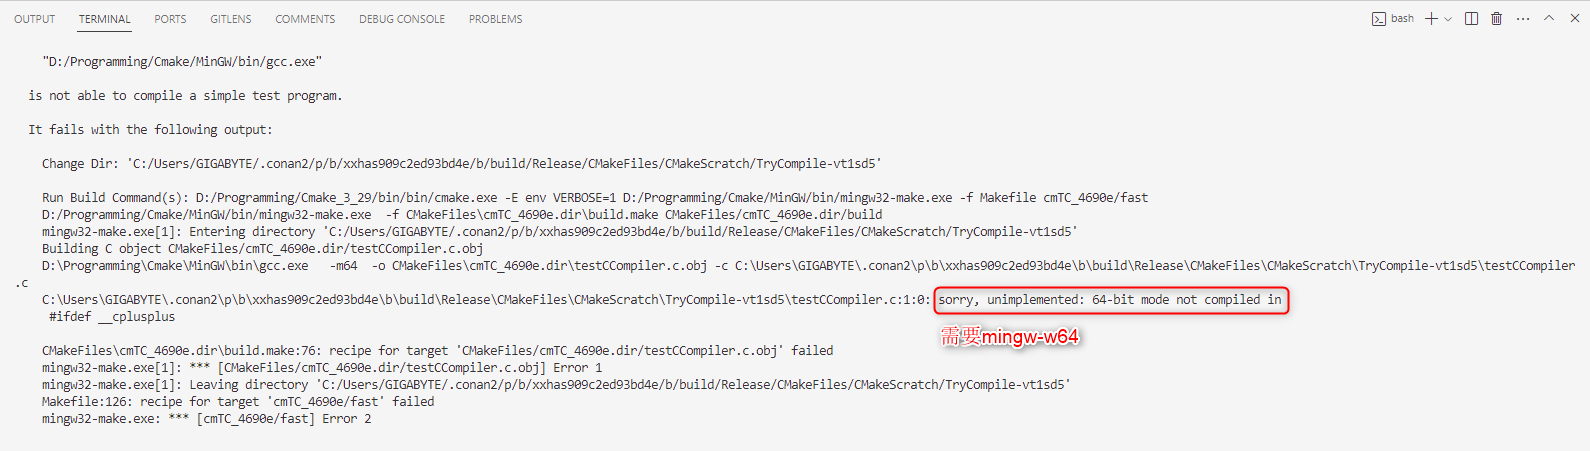 OUTPUT TERMINAL PORTS GITLENS COMMENTS DEBUG CONSOLE PROBLEMS bash
"D:/Programming/Cmake/MinGW/bin/gcc.exe"
is not able to compile a simple test program.
It fails with the following output:
Change Dir: 'C:/Users/GIGABYTE/.conan2/p/b/xxhas909c2ed93bd4e/b/build/Release/CMakeFiles/CMakeScratch/TryCompile-vt1sd5'
Run Build Command(s): D:/Programming/Cmake_3_29/bin/bin/cmake.exe -E env VERBOSE=1 D:/Programming/Cmake/MinGW/bin/mingw32-make.exe -f Makefile cmTC_4690e/fast
D:/Programming/Cmake/MinGW/bin/mingw32-make.exe  -f CMakeFiles\cmTC_4690e.dir\build.make CMakeFiles/cmTC_4690e.dir/build
mingw32-make.exe[1]: Entering directory 'C:/Users/GIGABYTE/.conan2/p/b/xxhas909c2ed93bd4e/b/build/Release/CMakeFiles/CMakeScratch/TryCompile-vt1sd5'
Building C object CMakeFiles/cmTC_4690e.dir/testCCompiler.c.obj
D:\Programming\Cmake\MinGW\bin\gcc.exe   -m64  -o CMakeFiles\cmTC_4690e.dir\testCCompiler.c.obj -c C:\Users\GIGABYTE\.conan2\p\b\xxhas909c2ed93bd4e\b\build\Release\CMakeFiles\CMakeScratch\TryCompile-vt1sd5\testCCompiler
.c
C:\Users\GIGABYTE\.conan2\p\b\xxhas909c2ed93bd4e\b\build\Release\CMakeFiles\CMakeScratch\TryCompile-vt1sd5\testCCompiler.c:1:0: sorry, unimplemented: 64-bit mode not compiled in
#ifdef __cplusplus
需要mingw-w64
CMakeFiles\cmTC_4690e.dir\build.make:76: recipe for target 'CMakeFiles/cmTC_4690e.dir/testCCompiler.c.obj' failed
mingw32-make.exe[1]: *** [CMakeFiles/cmTC_4690e.dir/testCCompiler.c.obj] Error 1
mingw32-make.exe[1]: Leaving directory 'C:/Users/GIGABYTE/.conan2/p/b/xxhas909c2ed93bd4e/b/build/Release/CMakeFiles/CMakeScratch/TryCompile-vt1sd5'
Makefile:126: recipe for target 'cmTC_4690e/fast' failed
mingw32-make.exe: *** [cmTC_4690e/fast] Error 2